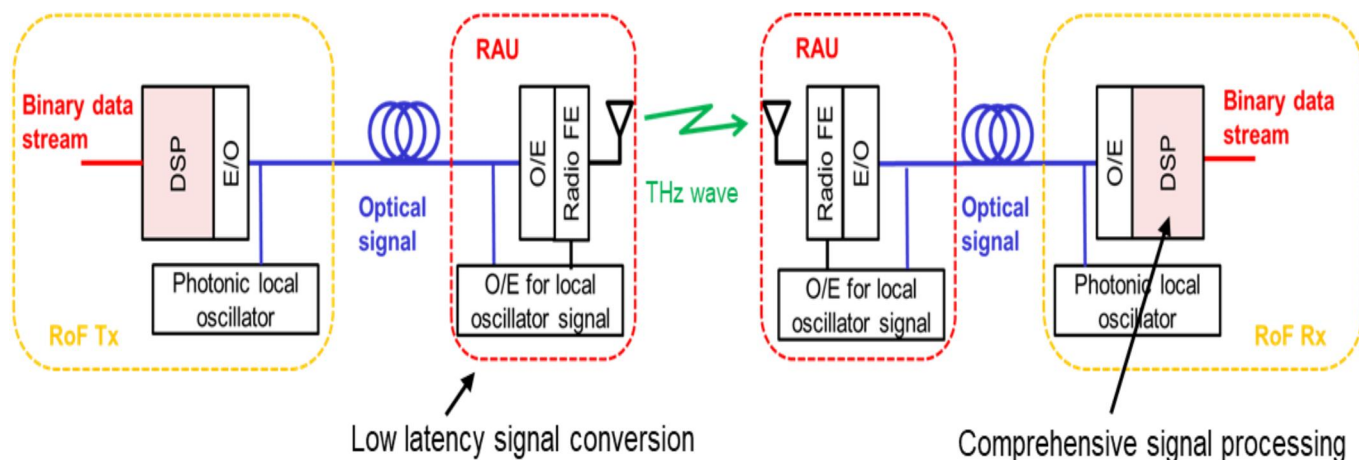 RAU
RAU
Binary data
stream
DSP
E/O
O/E
Radio FE
Radio FE
E/O
O/E
DSP
Binary data
stream
Optical
signal
THz wave
Optical
signal
Photonic local
oscillator
O/E for local
oscillator signal
O/E for local
oscillator signal
Photonic local
oscillator
RoF Tx
RoF Rx
Low latency signal conversion
Comprehensive signal processing